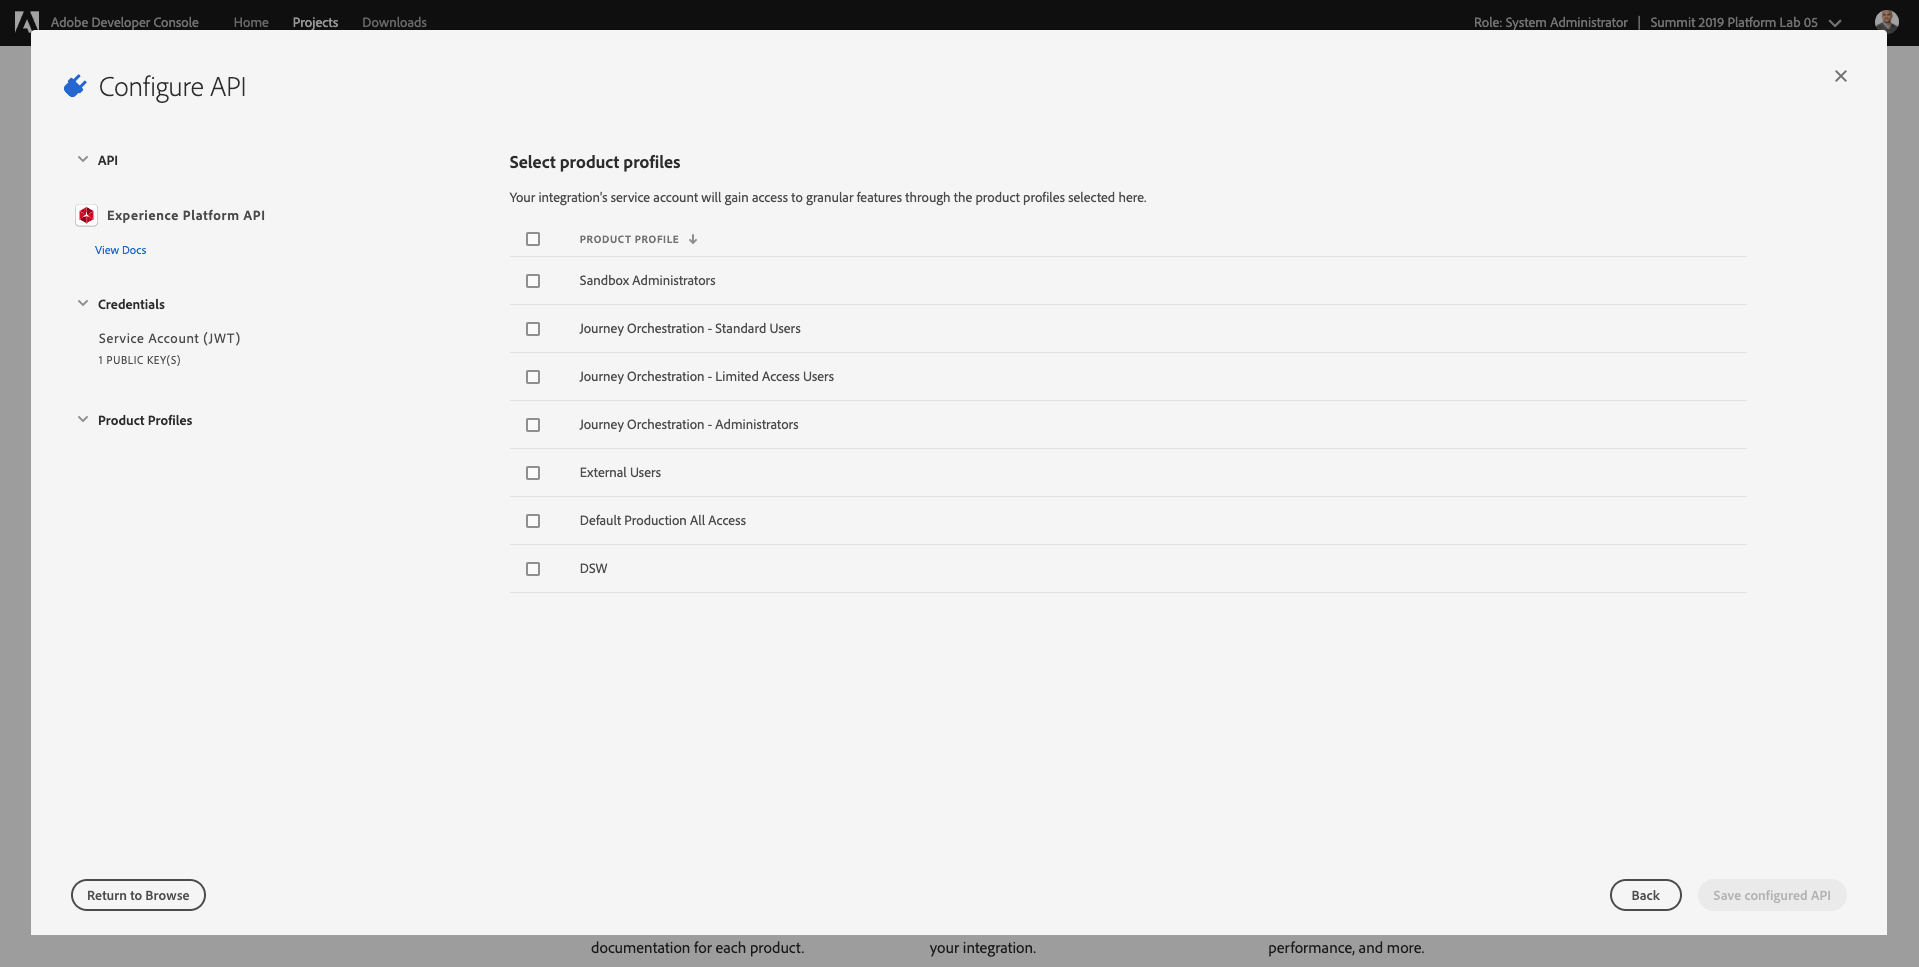 Adobe Developer Console Home Projects Downloads Role: System Administrator | Summit 2019 Platform Lab 05
Configure API
API
Experience Platform API
View Docs
Credentials
Service Account (JWT)
1 PUBLIC KEY(S)
Product Profiles
Select product profiles
Your integration's service account will gain access to granular features through the product profiles selected here.
PRODUCT PROFILE
Sandbox Administrators
Journey Orchestration - Standard Users
Journey Orchestration - Limited Access Users
Journey Orchestration - Administrators
External Users
Default Production All Access
DSW
Return to Browse Back Save configured API
documentation for each product. your integration. performance, and more.